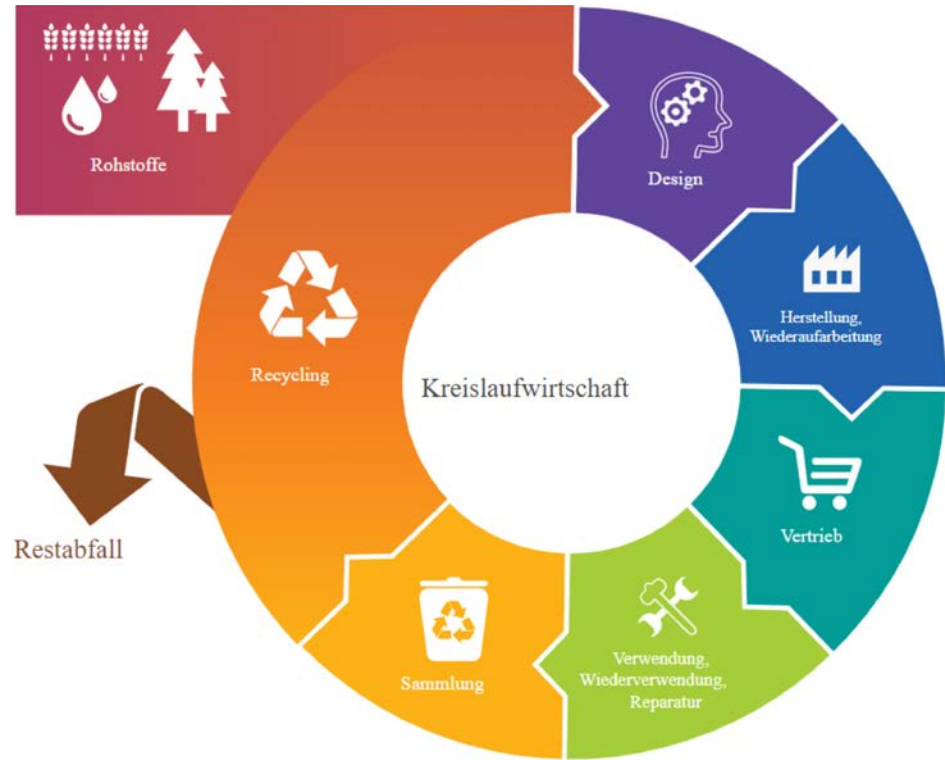 Rohstoffe
Design
Herstellung,
Wiederaufarbeitung
Recycling
Kreislaufwirtschaft
Vertrieb
Restabfall
Sammlung
Verwendung,
Wiederverwendung,
Reparatur